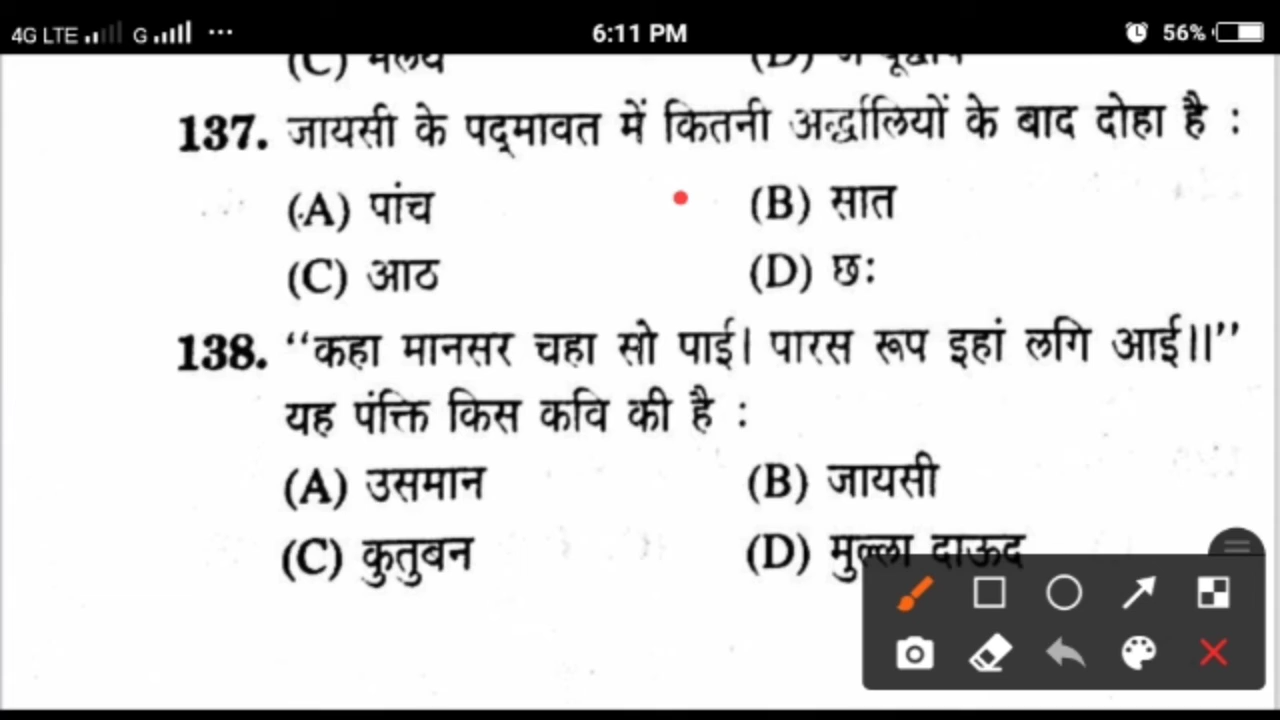 4G LTE G ... 6:11 PM 56%
137. जायसी के पद्मावत में कितनी अर्द्धालियों के बाद दोहा है :
(A) पांच (B) सात
(C) आठ (D) छः
138. “कहा मानसर चहा सो पाई। पारस रूप इहां लगि आई।।”
यह पंक्ति किस कवि की है :
(A) उसमान (B) जायसी
(C) कुतुबन (D) मुल्ला दाऊद